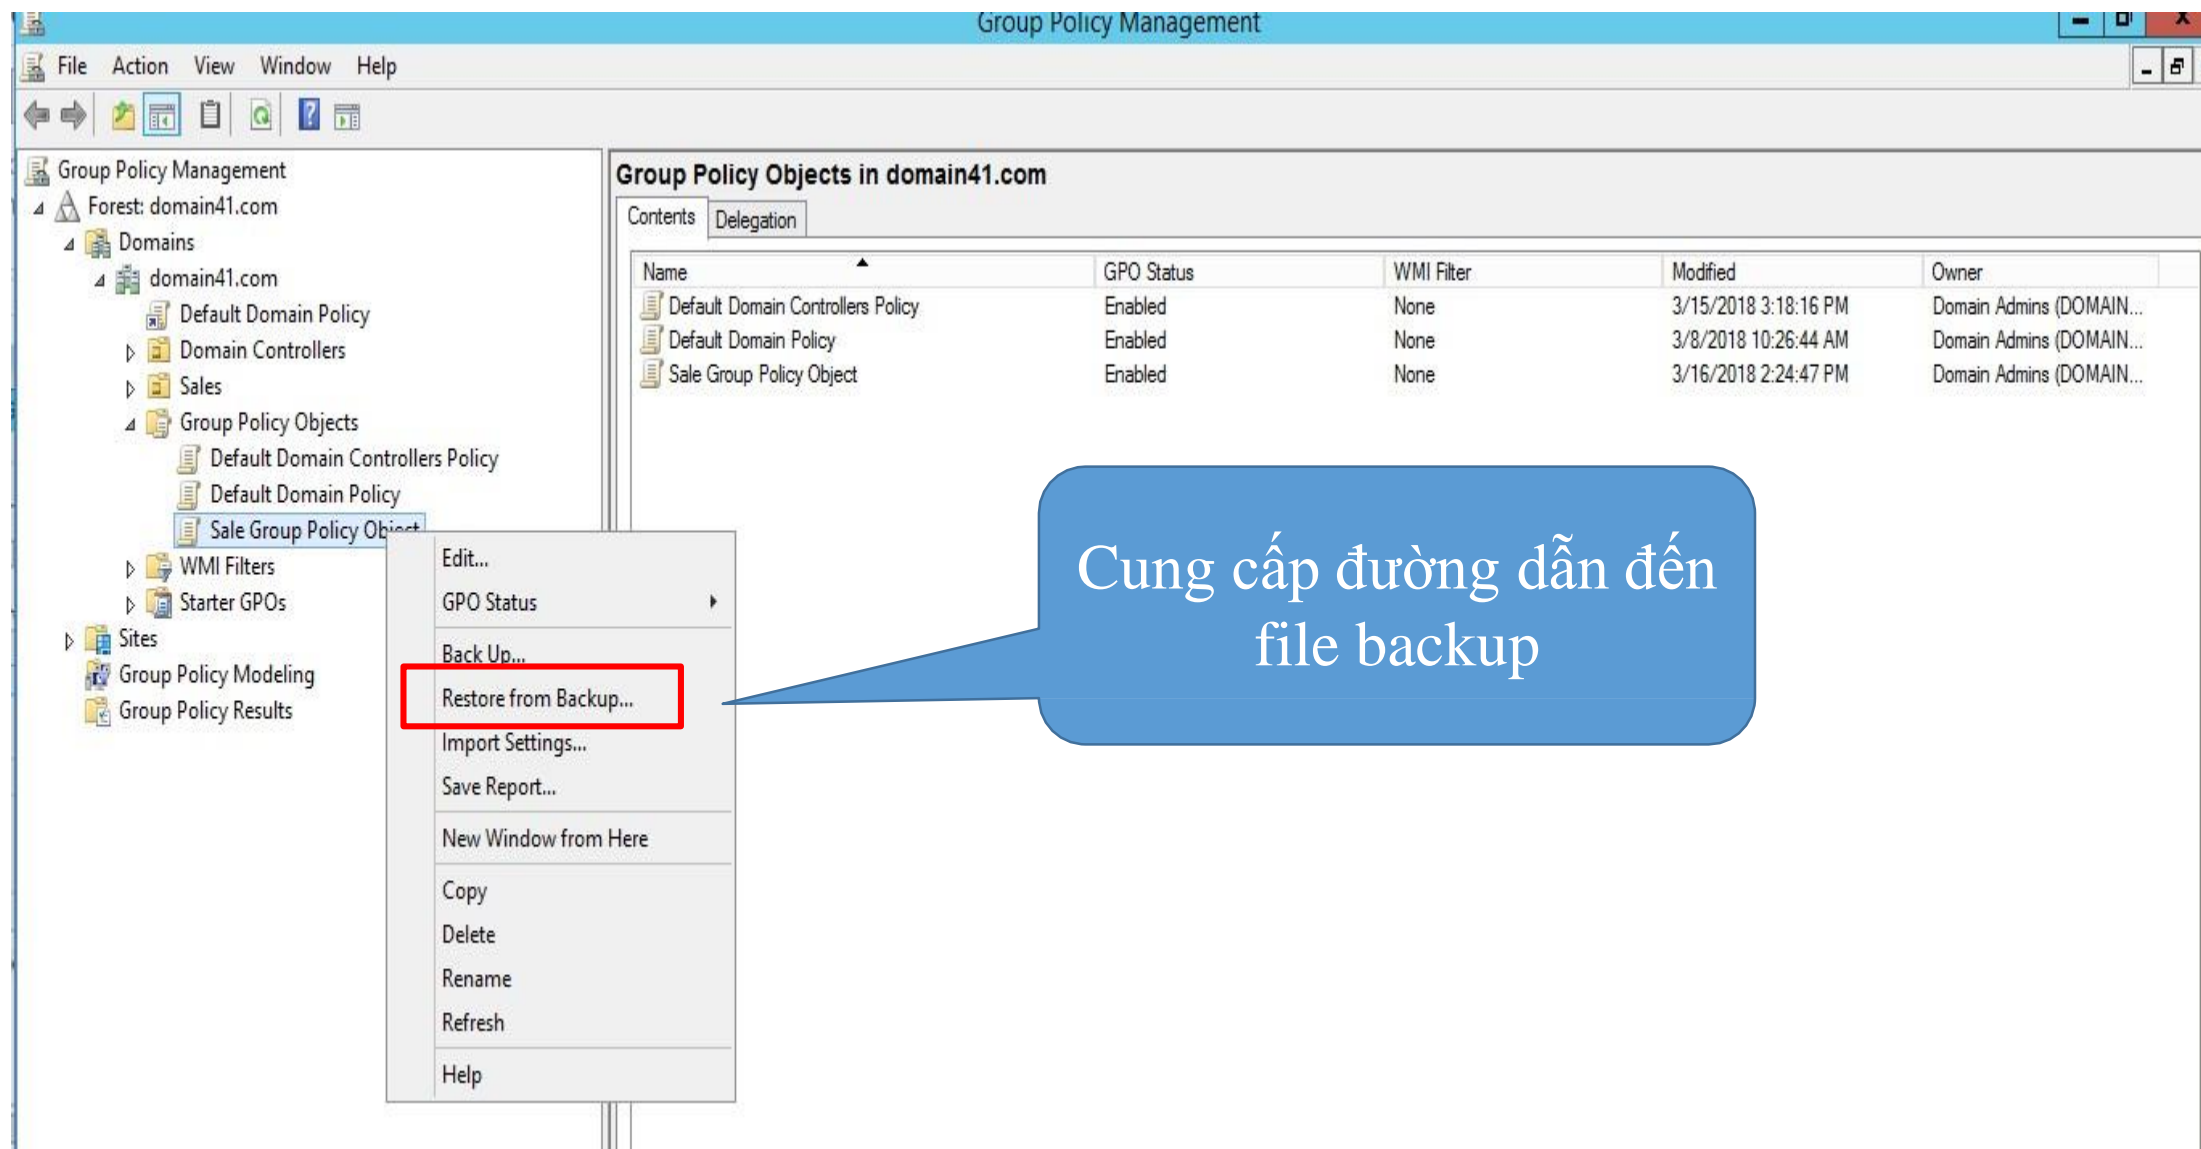 Group Policy Management
File Action View Window Help
Group Policy Management
Forest: domain41.com
Domains
domain41.com
Default Domain Policy
Domain Controllers
Sales
Group Policy Objects
Default Domain Controllers Policy
Default Domain Policy
Sale Group Policy Object
WMI Filters
Starter GPOs
Sites
Group Policy Modeling
Group Policy Results
Edit...
GPO Status
Back Up...
Restore from Backup...
Import Settings...
Save Report...
New Window from Here
Copy
Delete
Rename
Refresh
Help
Group Policy Objects in domain41.com
Contents Delegation
Name GPO Status WMI Filter Modified Owner
Default Domain Controllers Policy Enabled None 3/15/2018 3:18:16 PM Domain Admins (DOMAIN...
Default Domain Policy Enabled None 3/8/2018 10:26:44 AM Domain Admins (DOMAIN...
Sale Group Policy Object Enabled None 3/16/2018 2:24:47 PM Domain Admins (DOMAIN...
Cung cấp đường dẫn đến
file backup